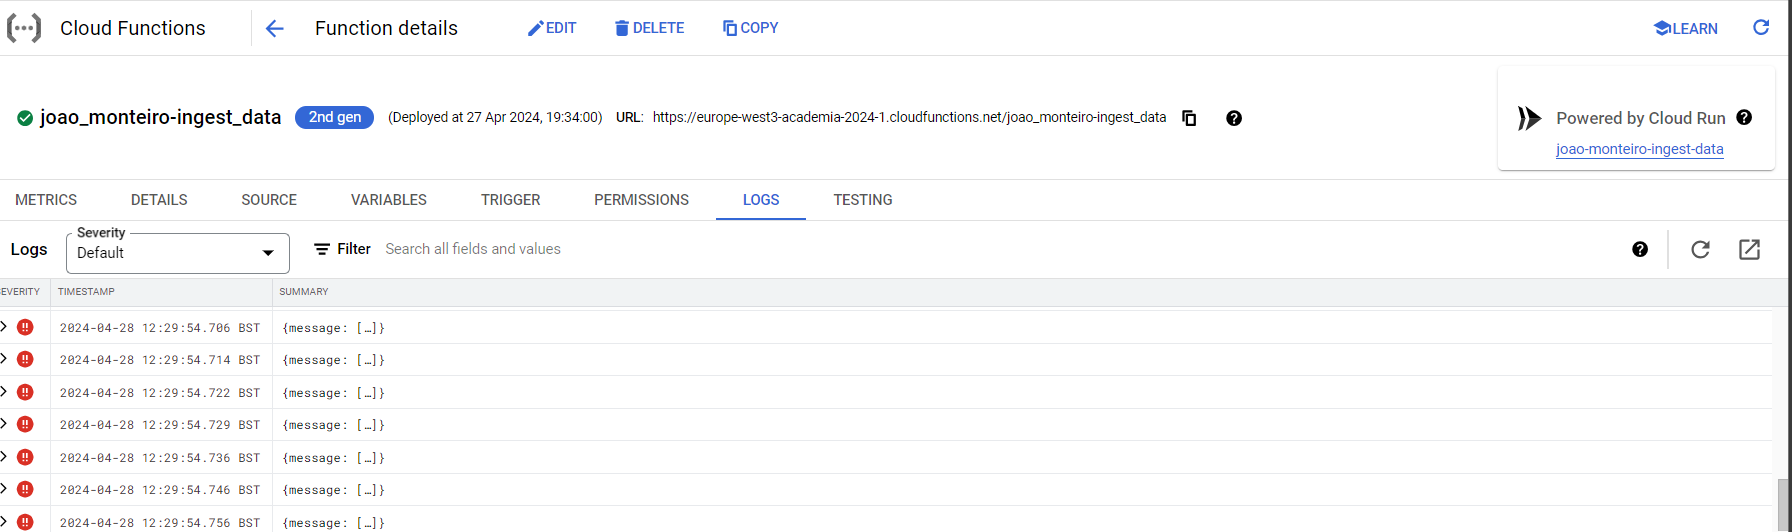 Cloud Functions
Function details
EDIT
DELETE
COPY
LEARN
joao_monteiro-ingest_data
2nd gen
(Deployed at 27 Apr 2024, 19:34:00)
URL:
https://europe-west3-academia-2024-1.cloudfunctions.net/joao_monteiro-ingest_data
Powered by Cloud Run
joao-monteiro-ingest-data
METRICS
DETAILS
SOURCE
VARIABLES
TRIGGER
PERMISSIONS
LOGS
TESTING
Logs
Severity
Default
Filter
Search all fields and values
EVERITY
TIMESTAMP
SUMMARY
2024-04-28 12:29:54.706 BST {message: […]}
2024-04-28 12:29:54.714 BST {message: […]}
2024-04-28 12:29:54.722 BST {message: […]}
2024-04-28 12:29:54.729 BST {message: […]}
2024-04-28 12:29:54.736 BST {message: […]}
2024-04-28 12:29:54.746 BST {message: […]}
2024-04-28 12:29:54.756 BST {message: […]}